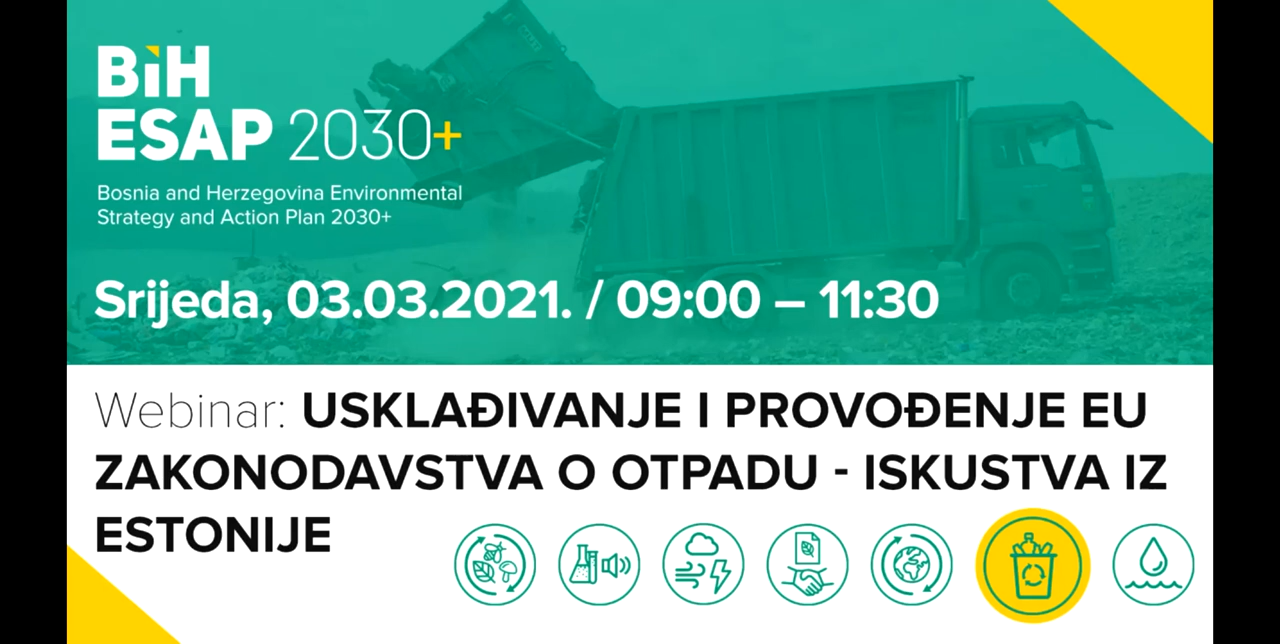 BiH
ESAP 2030+
Bosnia and Herzegovina Environmental
Strategy and Action Plan 2030+
Srijeda, 03.03.2021. / 09:00 – 11:30
Webinar: USKLAĐIVANJE I PROVOĐENJE EU
ZAKONODAVSTVA O OTPADU - ISKUSTVA IZ
ESTONIJE